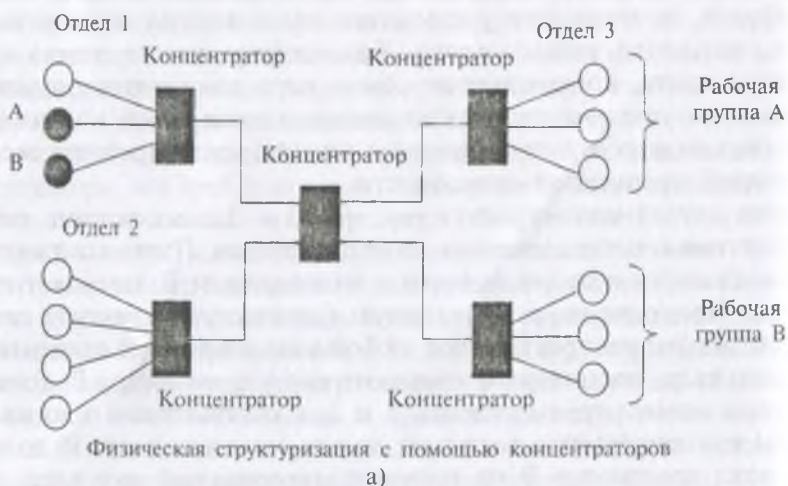 Отдел 1
Отдел 3
Концентратор
Концентратор
A
B
Рабочая
группа A
Концентратор
Отдел 2
Рабочая
группа B
Концентратор
Концентратор
Физическая структуризация с помощью концентраторов
а)